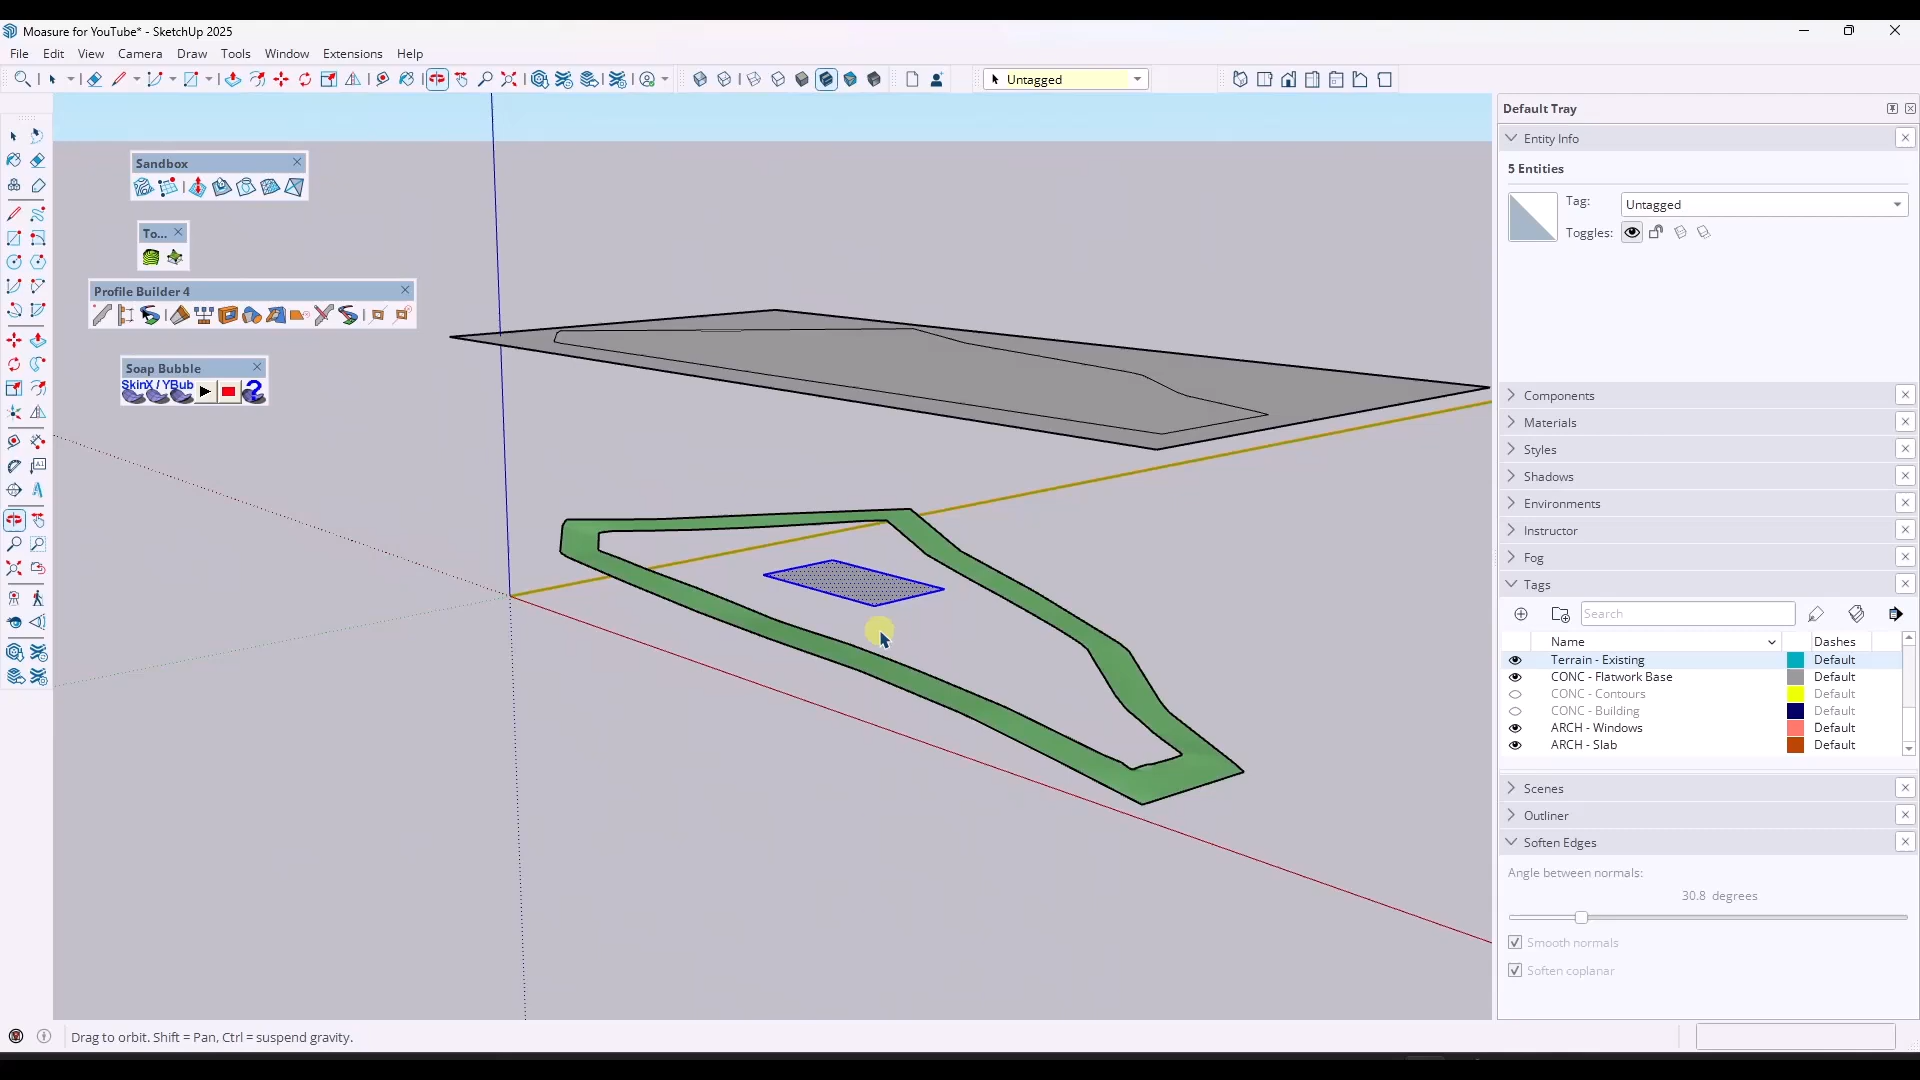 Moasure for YouTube* - SketchUp 2025
File Edit View Camera Draw Tools Window Extensions Help
Untagged
Default Tray
Entity Info
5 Entities
Tag: Untagged
Toggles:
Sandbox
To...
Profile Builder 4
Soap Bubble
SkinX / YBub
?
Components
Materials
Styles
Shadows
Environments
Instructor
Fog
Tags
Search
Name Dashes
Terrain - Existing Default
CONC - Flatwork Base Default
CONC - Contours Default
CONC - Building Default
ARCH - Windows Default
ARCH - Slab Default
Scenes
Outliner
Soften Edges
Angle between normals:
30.8 degrees
Smooth normals
Soften coplanar
Drag to orbit. Shift = Pan, Ctrl = suspend gravity.